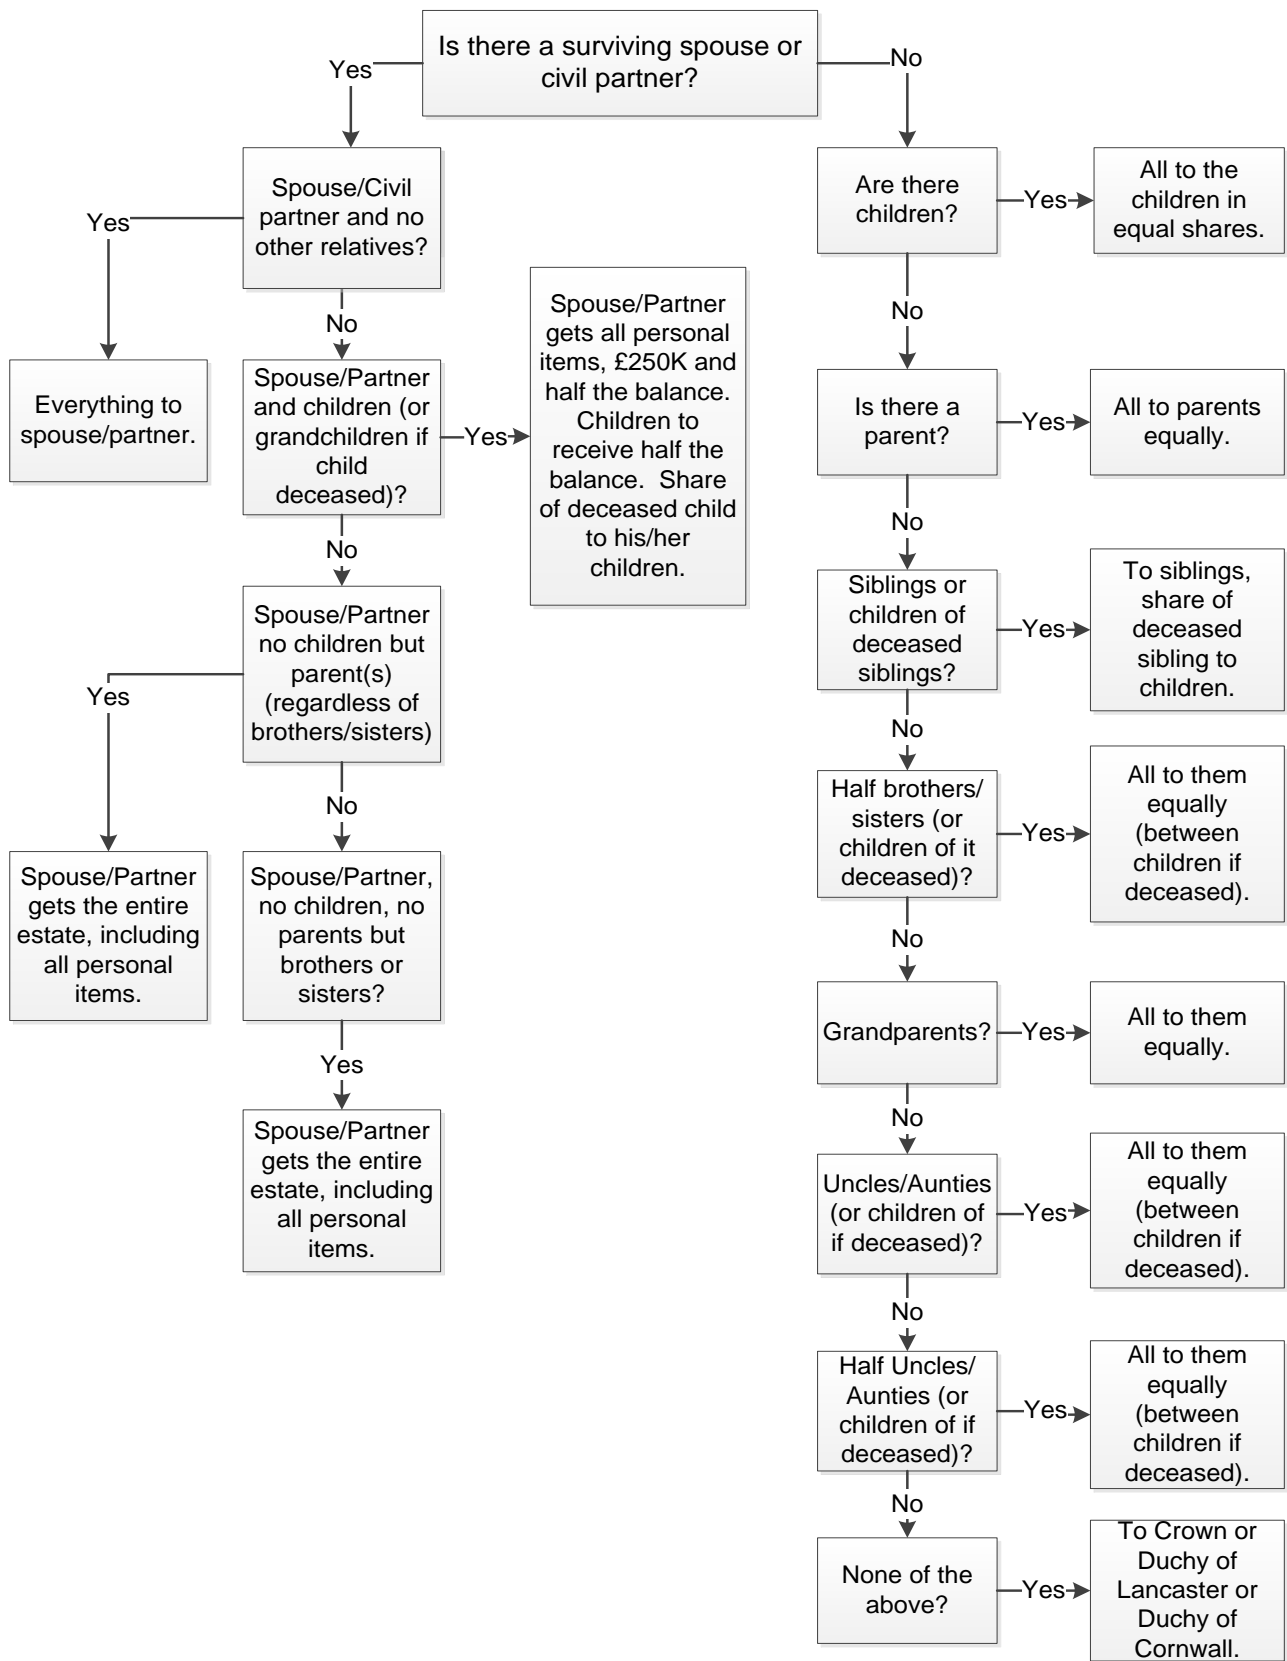 Is there a surviving spouse or
civil partner?
Yes
No
Spouse/Civil
partner and no
other relatives?
Yes
No
Everything to
spouse/partner.
Spouse/Partner
and children (or
grandchildren if
child
deceased)?
Yes
Spouse/Partner
gets all personal
items, £250K and
half the balance.
Children to
receive half the
balance.  Share
of deceased child
to his/her
children.
No
Spouse/Partner
no children but
parent(s)
(regardless of
brothers/sisters)
Yes
No
Spouse/Partner
gets the entire
estate, including
all personal
items.
Spouse/Partner,
no children, no
parents but
brothers or
sisters?
Yes
Spouse/Partner
gets the entire
estate, including
all personal
items.
Are there
children?
Yes
All to the
children in
equal shares.
No
Is there a
parent?
Yes
All to parents
equally.
No
Siblings or
children of
deceased
siblings?
Yes
To siblings,
share of
deceased
sibling to
children.
No
Half brothers/
sisters (or
children of it
deceased)?
Yes
All to them
equally
(between
children if
deceased).
No
Grandparents?
Yes
All to them
equally.
No
Uncles/Aunties
(or children of
if deceased)?
Yes
All to them
equally
(between
children if
deceased).
No
Half Uncles/
Aunties (or
children of if
deceased)?
Yes
All to them
equally
(between
children if
deceased).
No
None of the
above?
Yes
To Crown or
Duchy of
Lancaster or
Duchy of
Cornwall.